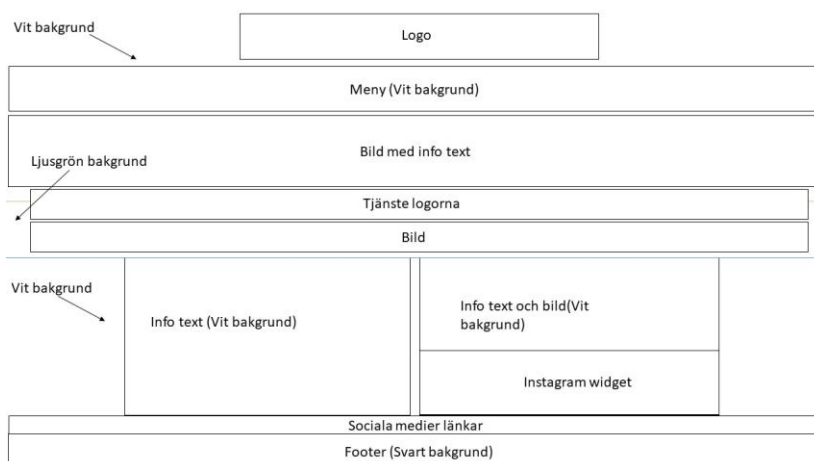 Vit bakgrund
Logo
Meny (Vit bakgrund)
Bild med info text
Ljusgrön bakgrund
Tjänste logorna
Bild
Vit bakgrund
Info text (Vit bakgrund)
Info text och bild(Vit
bakgrund)
Instagram widget
Sociala medier länkar
Footer (Svart bakgrund)